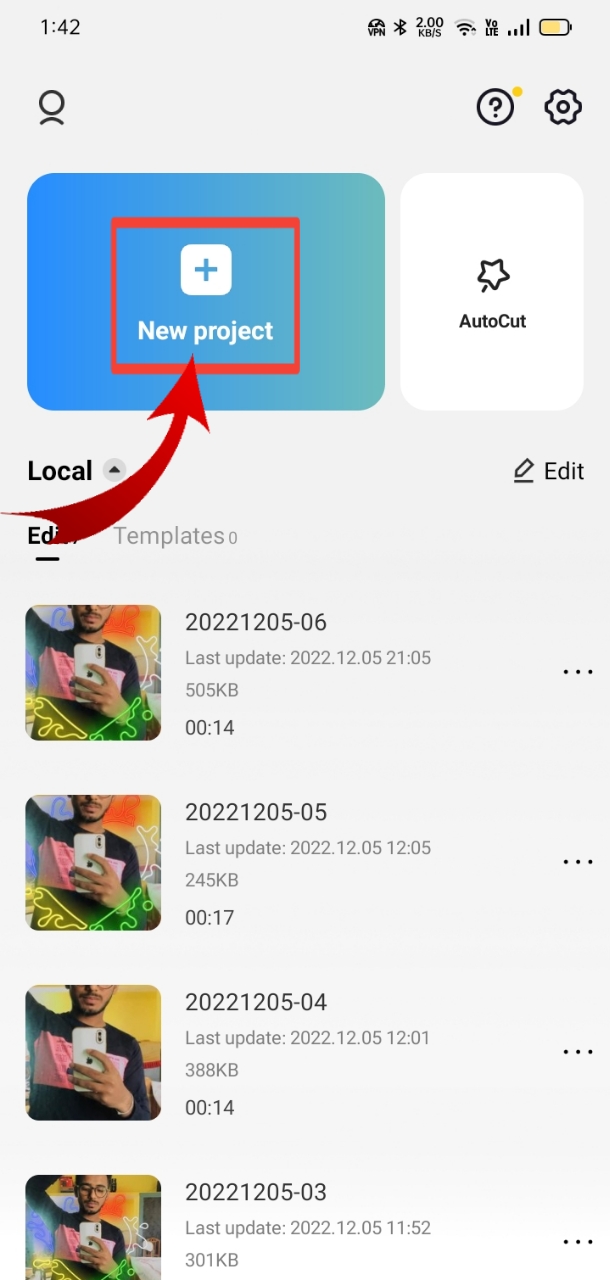 1:42
VPN 2.00 KB/S Vo LTE
New project
AutoCut
Local
Edit
Templates 0
20221205-06
Last update: 2022.12.05 21:05
505KB
00:14
20221205-05
Last update: 2022.12.05 12:05
245KB
00:17
20221205-04
Last update: 2022.12.05 12:01
388KB
00:14
20221205-03
Last update: 2022.12.05 11:52
301KB